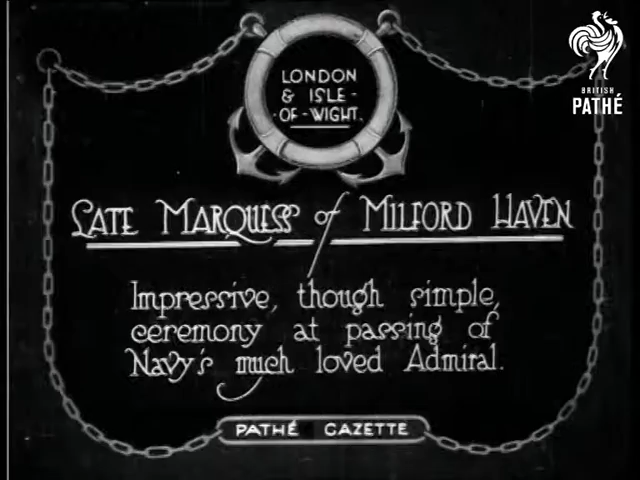 LONDON
& ISLE -
- OF - WIGHT.
BRITISH
PATHÉ
LATE MARQUESS of MILFORD HAVEN
Impressive, though simple,
ceremony at passing of
Navy's much loved Admiral.
PATHÉ GAZETTE